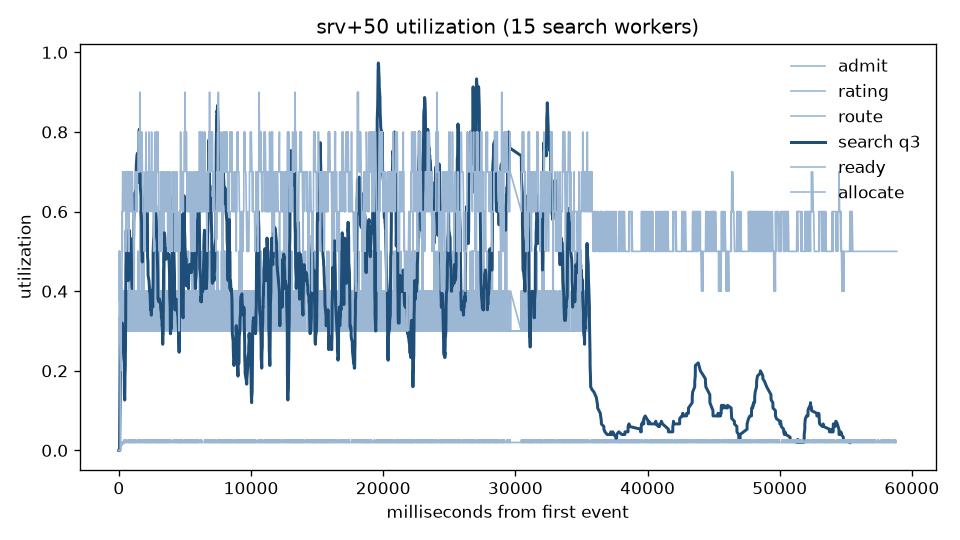 srv+50 utilization (15 search workers)
1.0
0.8
0.6
0.4
0.2
0.0
utilization
admit
rating
route
search q3
ready
allocate
0 10000 20000 30000 40000 50000 60000
milliseconds from first event